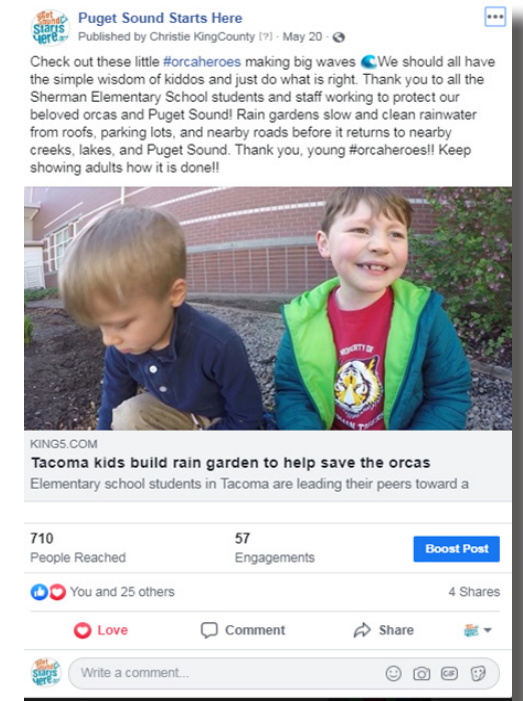 Puget Sound Starts Here
Published by Christie KingCounty [?] · May 20 ·
Check out these little #orcaheroes making big waves 🌊We should all have
the simple wisdom of kiddos and just do what is right. Thank you to all the
Sherman Elementary School students and staff working to protect our
beloved orcas and Puget Sound! Rain gardens slow and clean rainwater
from roofs, parking lots, and nearby roads before it returns to nearby
creeks, lakes, and Puget Sound. Thank you, young #orcaheroes!! Keep
showing adults how it is done!!
PROPERTY OF
KING5.COM
Tacoma kids build rain garden to help save the orcas
Elementary school students in Tacoma are leading their peers toward a
710
People Reached
57
Engagements
Boost Post
You and 25 others
4 Shares
Love
Comment
Share
Write a comment...
GIF